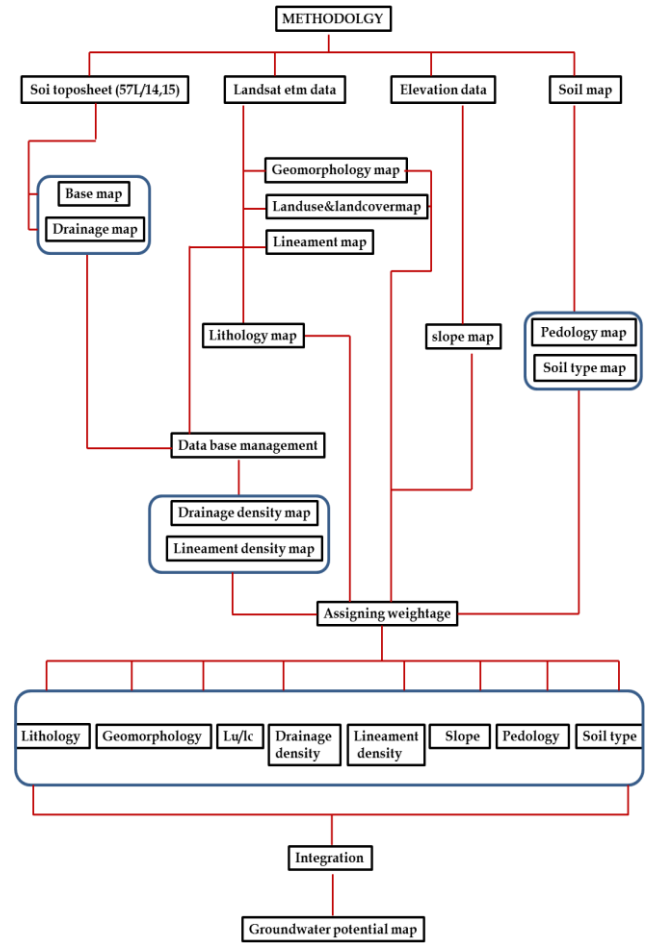 METHODOLGY
Soi toposheet (57L/14,15)
Landsat etm data
Elevation data
Soil map
Geomorphology map
Base map
Landuse&landcovermap
Drainage map
Lineament map
Lithology map
slope map
Pedology map
Soil type map
Data base management
Drainage density map
Lineament density map
Assigning weightage
Lithology
Geomorphology
Lu/lc
Drainage
density
Lineament
density
Slope
Pedology
Soil type
Integration
Groundwater potential map